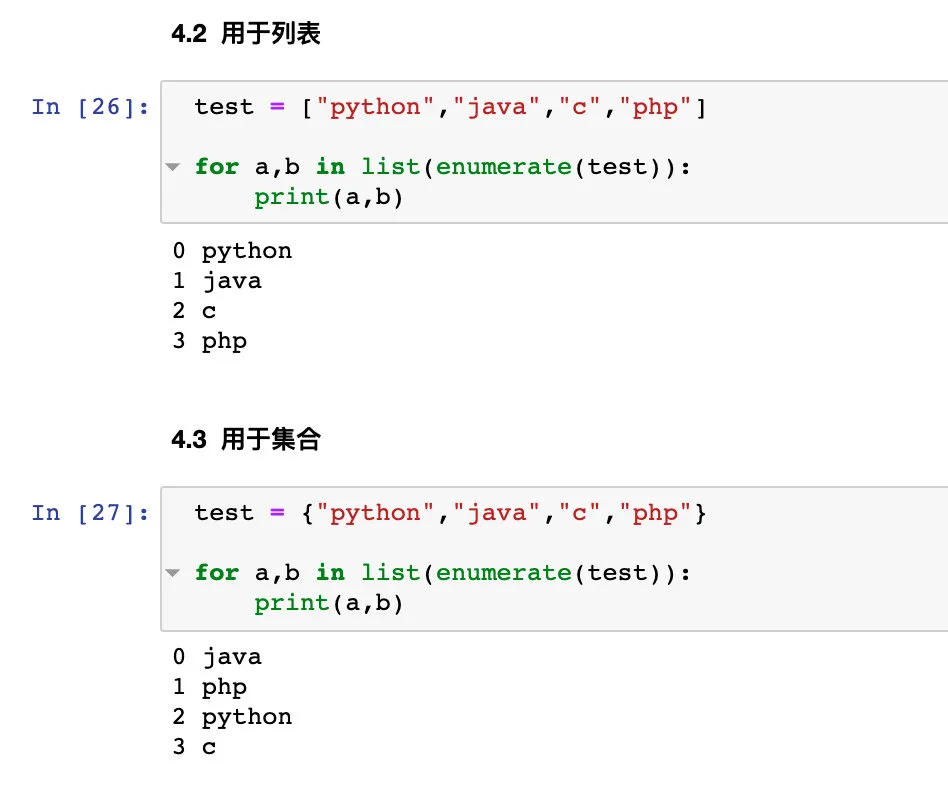 4.2 用于列表
In [26]: test = ["python","java","c","php"]
for a,b in list(enumerate(test)):
    print(a,b)
0 python
1 java
2 c
3 php
4.3 用于集合
In [27]: test = {"python","java","c","php"}
for a,b in list(enumerate(test)):
    print(a,b)
0 java
1 php
2 python
3 c